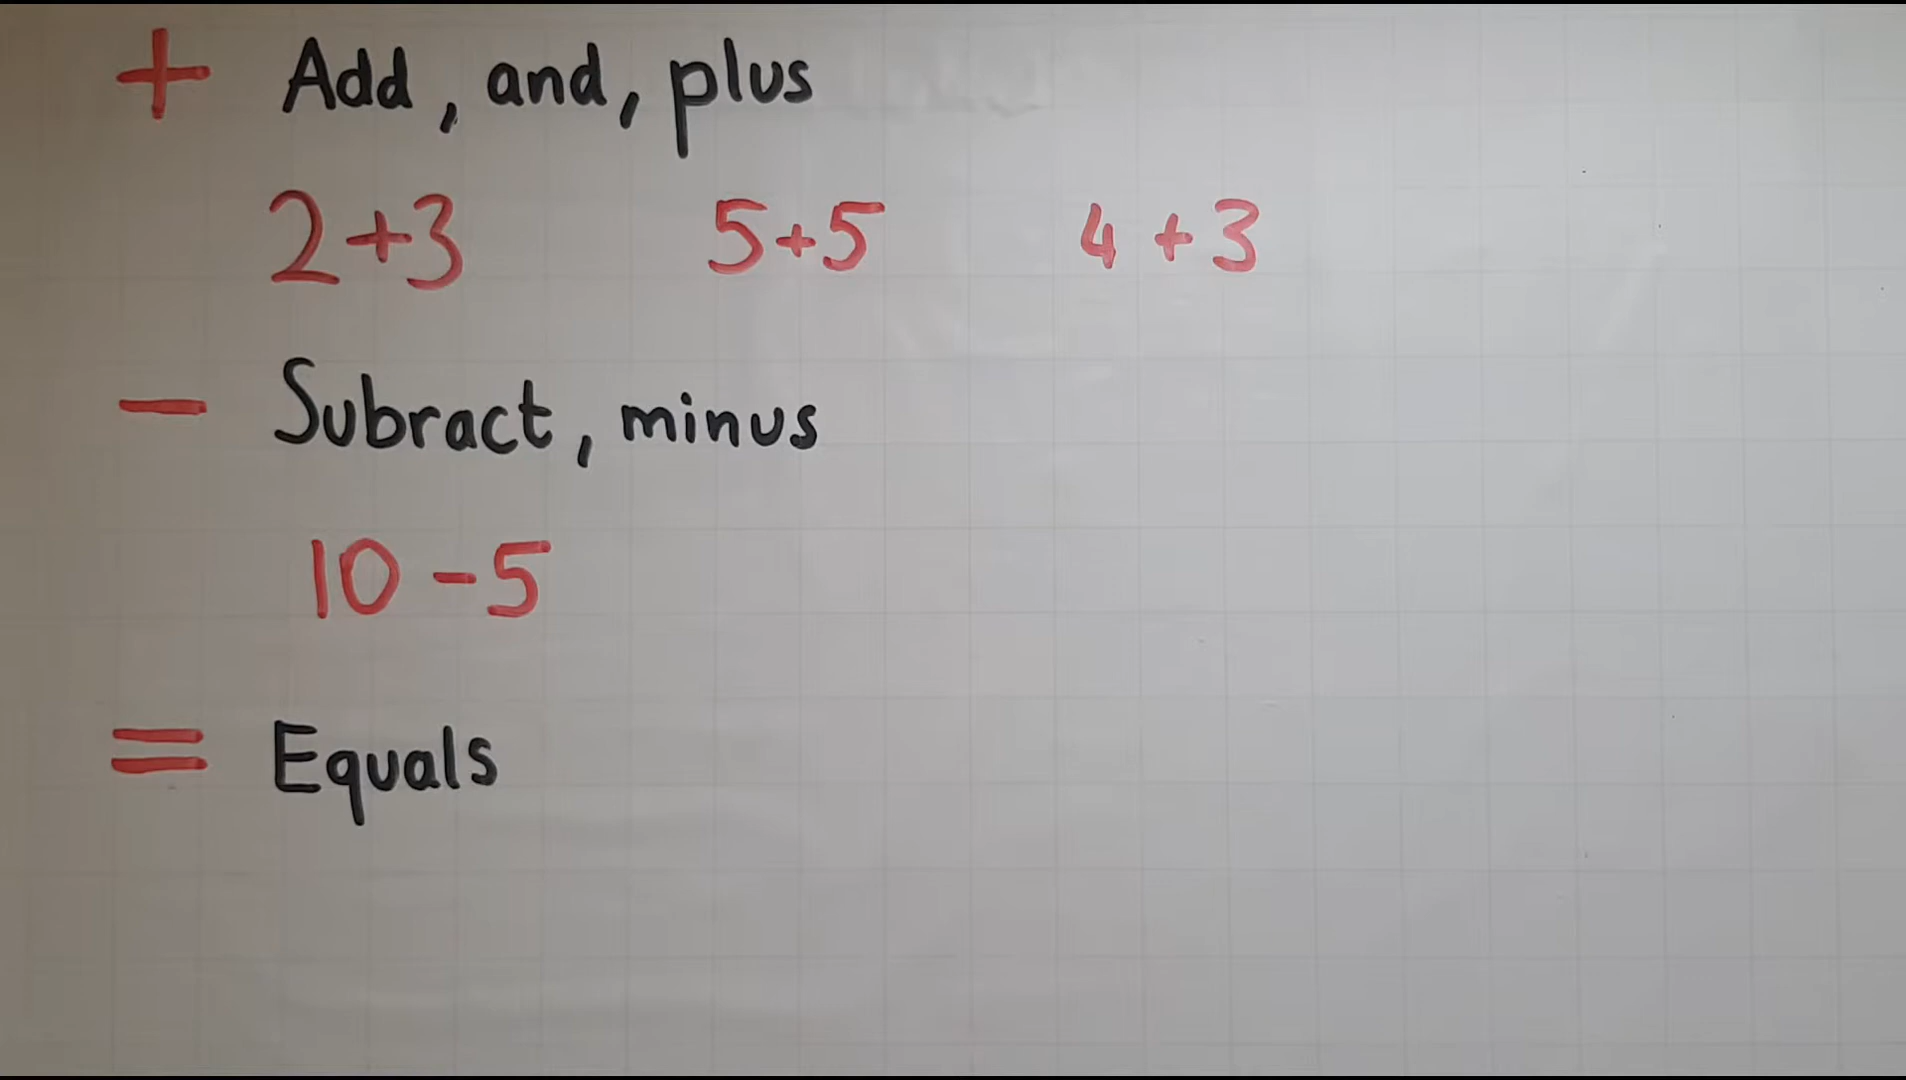 + Add, and, plus
2+3 5+5 4+3
- Subract, minus
10-5
= Equals